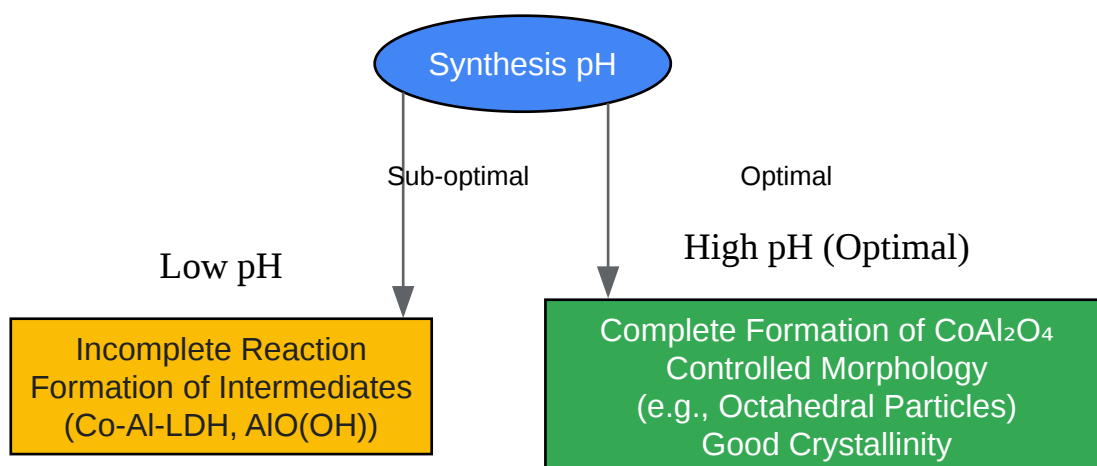 Synthesis pH
Sub-optimal
Optimal
Low pH
High pH (Optimal)
Incomplete Reaction
Formation of Intermediates
(Co-Al-LDH, AlO(OH))
Complete Formation of CoAl₂O₄
Controlled Morphology
(e.g., Octahedral Particles)
Good Crystallinity